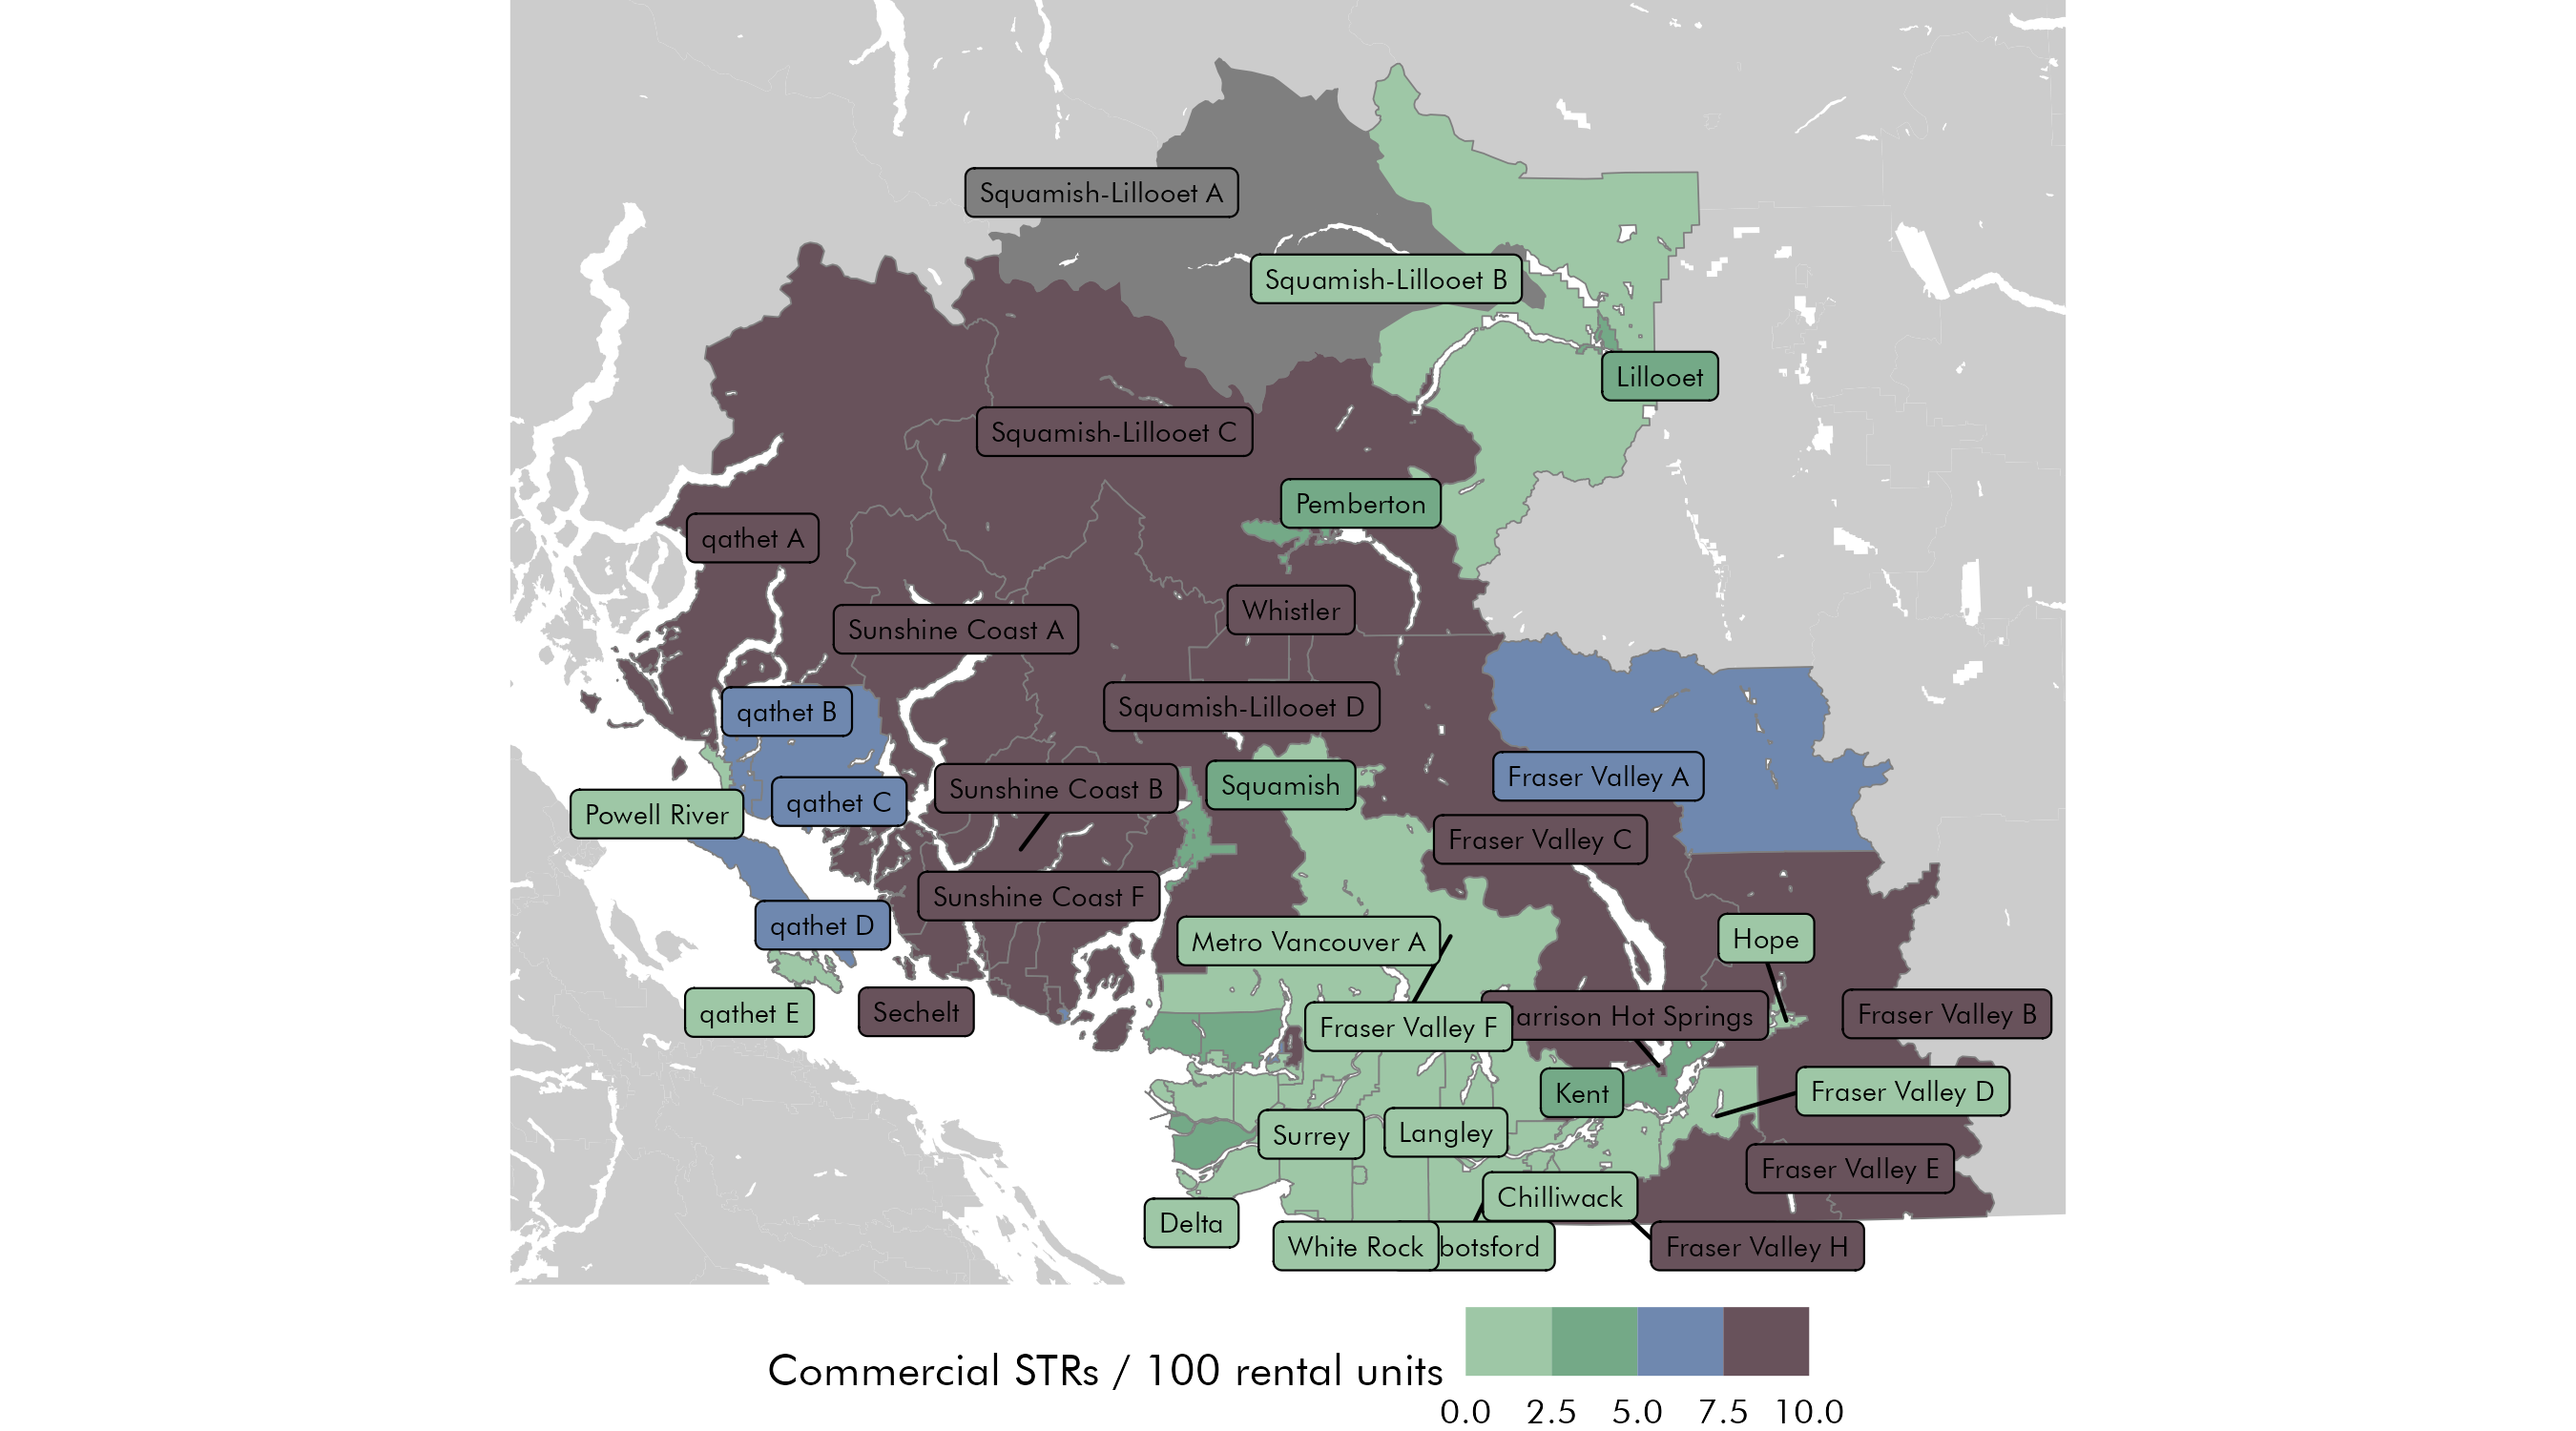 Squamish-Lillooet A
Squamish-Lillooet B
Lillooet
Squamish-Lillooet C
Pemberton
qathet A
Whistler
Sunshine Coast A
Squamish-Lillooet D
qathet B
Fraser Valley A
Squamish
Sunshine Coast B
qathet C
Powell River
Fraser Valley C
Sunshine Coast F
qathet D
Metro Vancouver A
Hope
qathet E
Sechelt
Fraser Valley F
arrison Hot Springs
Fraser Valley B
Kent
Fraser Valley D
Surrey
Langley
Fraser Valley E
Chilliwack
Delta
White Rock
botsford
Fraser Valley H
Commercial STRs / 100 rental units
0.0 2.5 5.0 7.5 10.0